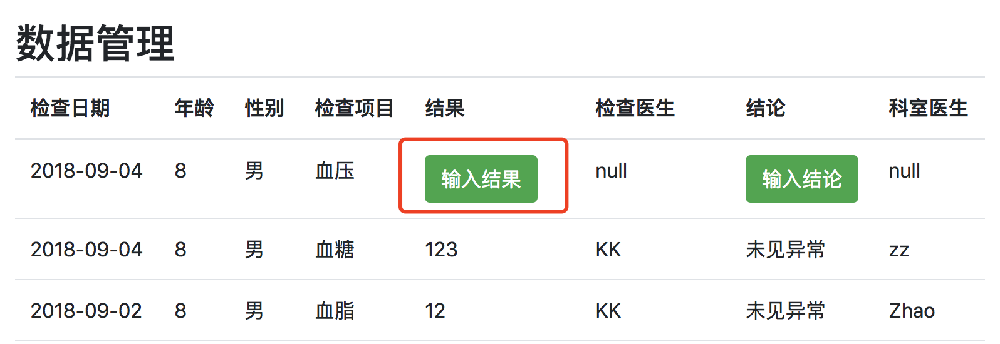 数据管理
检查日期 年龄 性别 检查项目 结果 检查医生 结论 科室医生
2018-09-04 8 男 血压 输入结果 null 输入结论 null
2018-09-04 8 男 血糖 123 KK 未见异常 zz
2018-09-02 8 男 血脂 12 KK 未见异常 Zhao